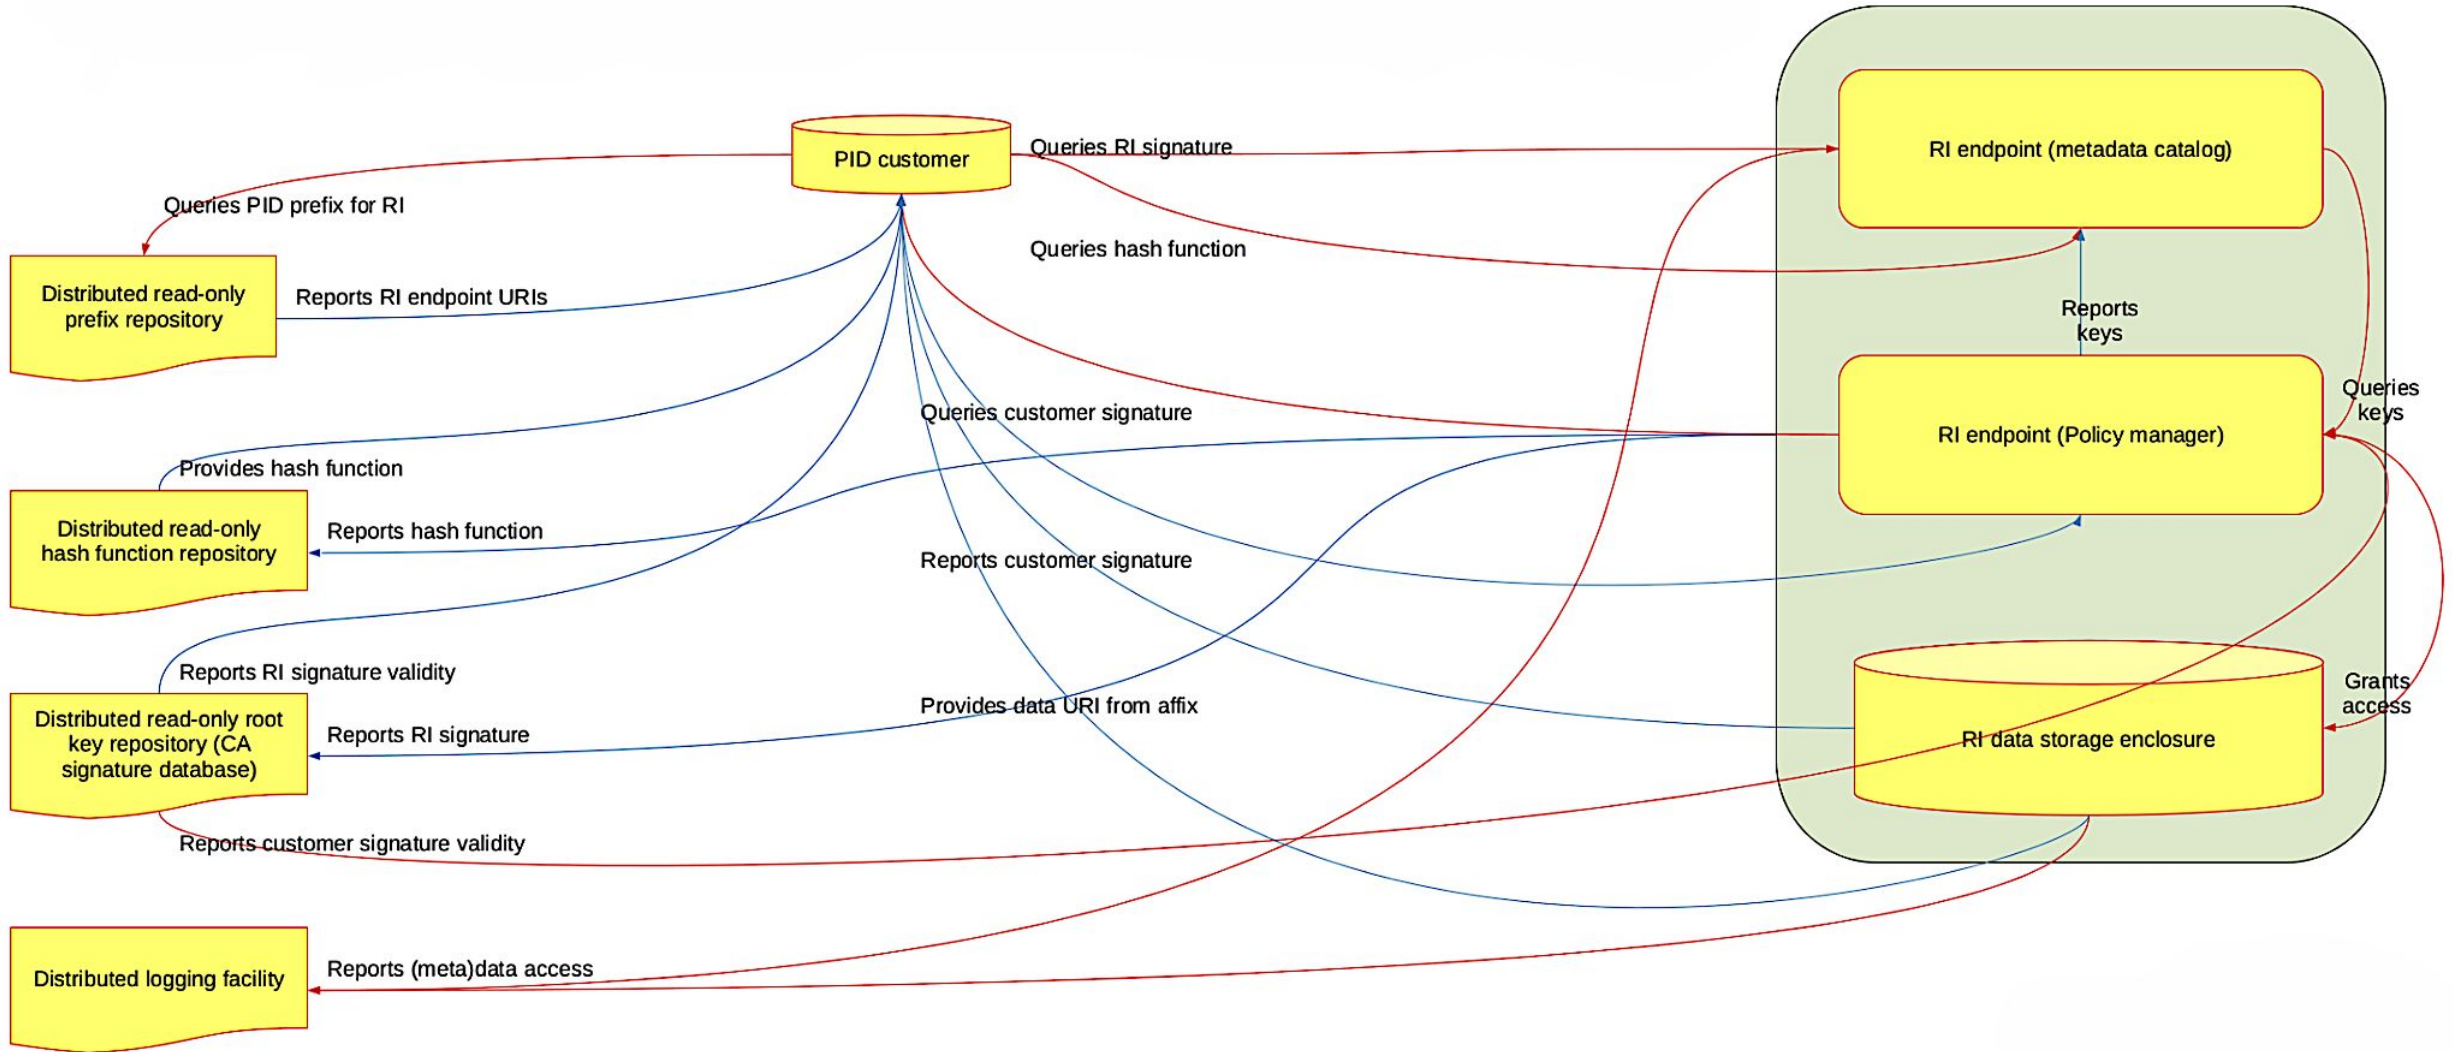 PID customer
Queries RI signature
RI endpoint (metadata catalog)
Queries PID prefix for RI
Queries hash function
Distributed read-only
prefix repository
Reports RI endpoint URIs
Reports
keys
Queries
keys
Queries customer signature
RI endpoint (Policy manager)
Provides hash function
Distributed read-only
hash function repository
Reports hash function
Reports customer signature
Reports RI signature validity
Grants
access
Provides data URI from affix
Distributed read-only root
key repository (CA
signature database)
Reports RI signature
RI data storage enclosure
Reports customer signature validity
Distributed logging facility
Reports (meta)data access